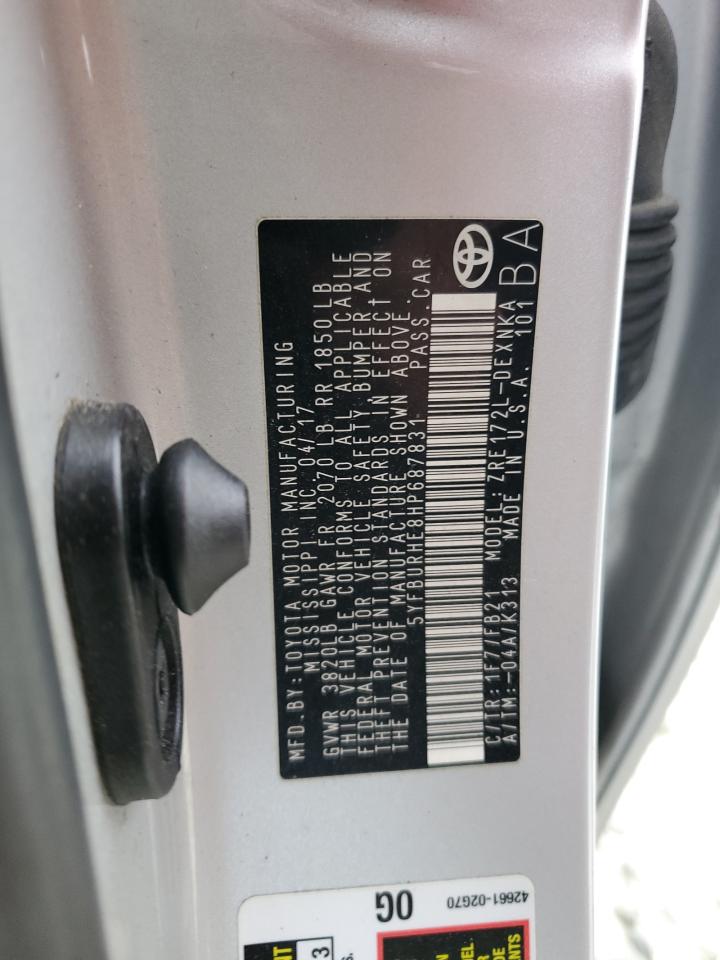 MFD.BY:TOYOTA MOTOR MANUFACTURING
MISSISSIPPI, INC.04/17
GVWR 3820LB GAWR FR 2070 LB RR 1850LB
THIS VEHICLE CONFORMS TO ALL APPLICABLE
FEDERAL MOTOR VEHICLE SAFETY BUMPER AND
THEFT PREVENTION STANDARDS IN EFFECT ON
THE DATE OF MANUFACTURE SHOWN ABOVE.
5YFBURHE8HP687831 PASS.CAR
C/TR:1F7/FB21 MODEL:ZRE172L-DEXNKA
A/TM:-04A/K313 MADE IN U.S.A. 101
BA
42661-02G70
0G
3